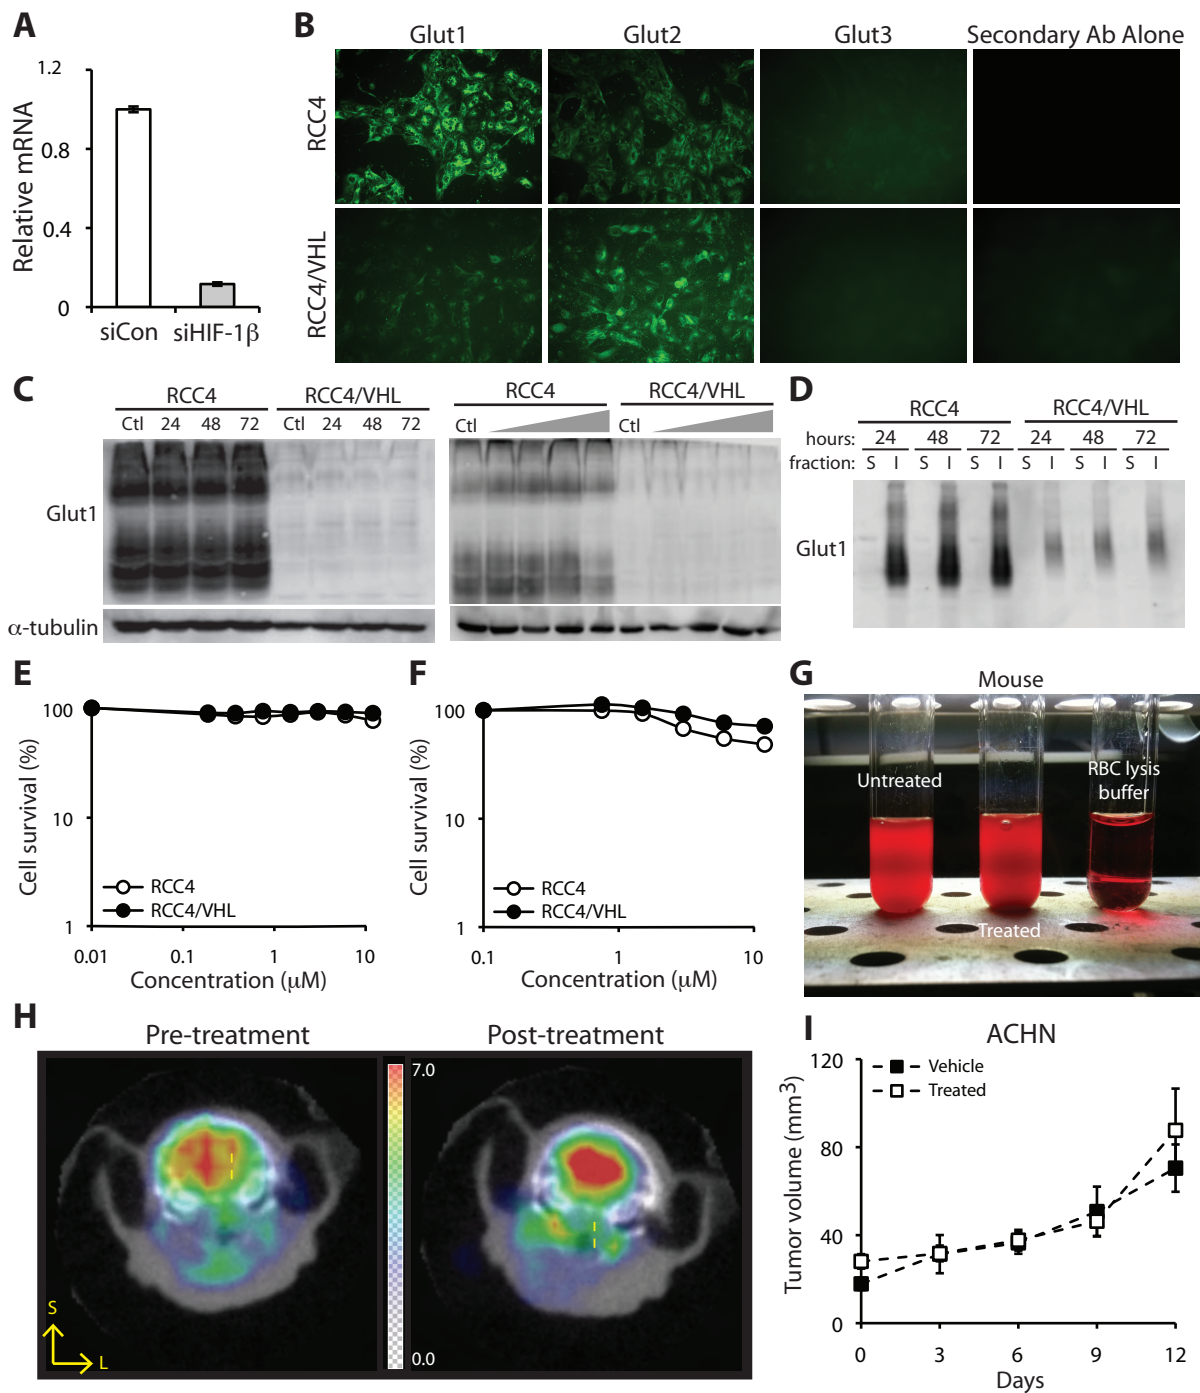 A
1.2
0.8
0.4
0
Relative mRNA
siCon siHIF-1β
B
Glut1 Glut2 Glut3 Secondary Ab Alone
RCC4
RCC4/VHL
C
RCC4 RCC4/VHL
Ctl 24 48 72 Ctl 24 48 72
RCC4 RCC4/VHL
Ctl Ctl
Glut1
α-tubulin
D
RCC4 RCC4/VHL
hours: 24 48 72 24 48 72
fraction: S I S I S I S I S I S I
Glut1
E
100
10
1
Cell survival (%)
RCC4
RCC4/VHL
0.01 0.1 1 10
Concentration (μM)
F
100
10
1
Cell survival (%)
RCC4
RCC4/VHL
0.1 1 10
Concentration (μM)
G
Mouse
Untreated
RBC lysis
buffer
Treated
H
Pre-treatment Post-treatment
7.0
0.0
S
L
I
ACHN
120
80
40
0
Tumor volume (mm3)
Vehicle
Treated
0 3 6 9 12
Days